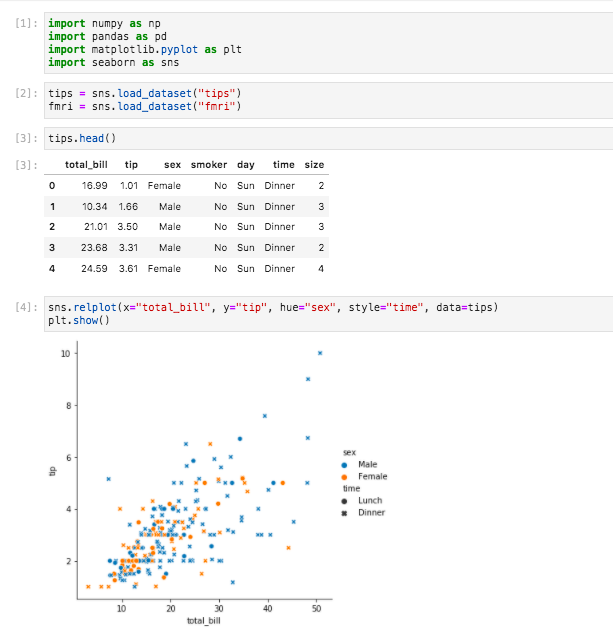 [1]: import numpy as np
import pandas as pd
import matplotlib.pyplot as plt
import seaborn as sns
[2]: tips = sns.load_dataset("tips")
fmri = sns.load_dataset("fmri")
[3]: tips.head()
[3]: total_bill tip sex smoker day time size
0 16.99 1.01 Female No Sun Dinner 2
1 10.34 1.66 Male No Sun Dinner 3
2 21.01 3.50 Male No Sun Dinner 3
3 23.68 3.31 Male No Sun Dinner 2
4 24.59 3.61 Female No Sun Dinner 4
[4]: sns.relplot(x="total_bill", y="tip", hue="sex", style="time", data=tips)
plt.show()
10
8
6
4
2
tip
10 20 30 40 50
total_bill
sex
Male
Female
time
Lunch
Dinner